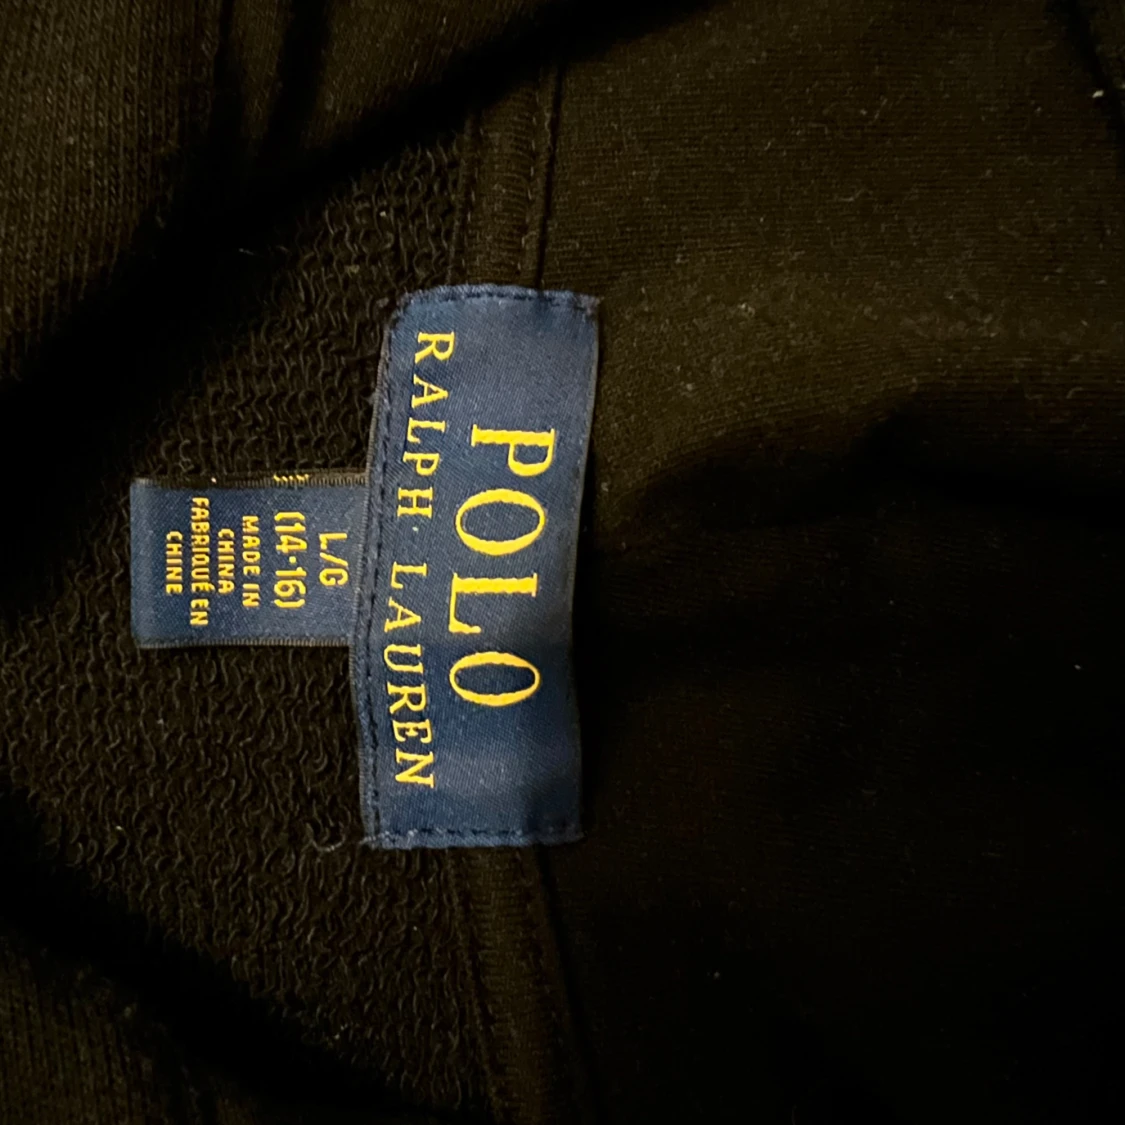 POLO
RALPH LAUREN
L/G
(14-16)
MADE IN
CHINA
FABRIQUÉ EN
CHINE